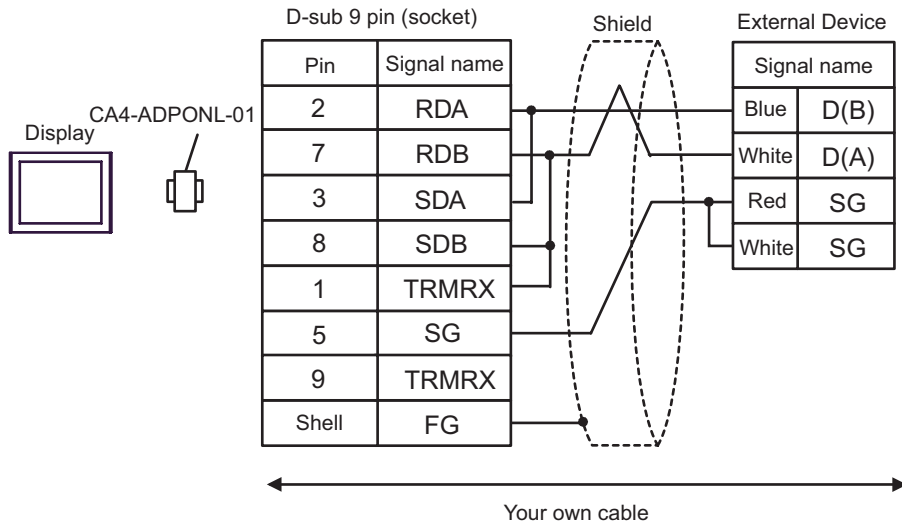 D-sub 9 pin (socket)
Shield
External Device
Pin Signal name
Signal name
CA4-ADPONL-01
Display
2 RDA
Blue D(B)
7 RDB
White D(A)
3 SDA
Red SG
8 SDB
White SG
1 TRMRX
5 SG
9 TRMRX
Shell FG
Your own cable